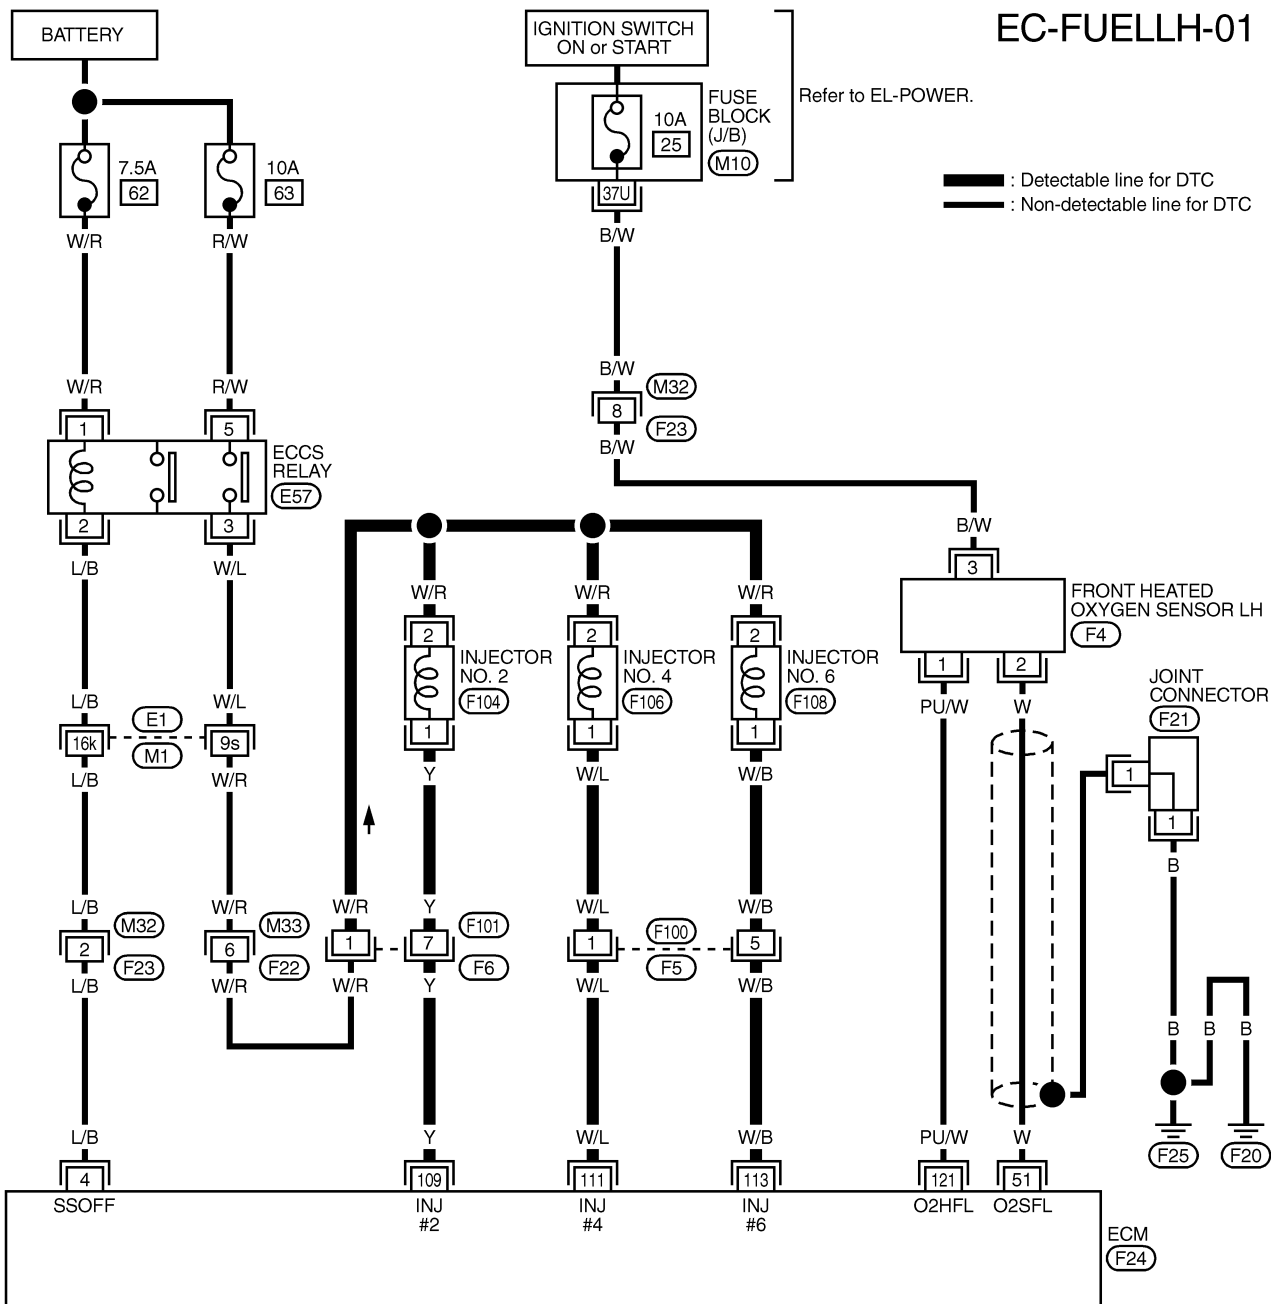 EC-FUELLH-01
BATTERY
IGNITION SWITCH
ON or START
Refer to EL-POWER.
FUSE
BLOCK
(J/B)
M10
10A
25
37U
7.5A
62
10A
63
: Detectable line for DTC
: Non-detectable line for DTC
W/R
R/W
B/W
W/R
R/W
B/W
M32
8
F23
B/W
1
5
ECCS
RELAY
E57
2
3
L/B
W/L
B/W
3
FRONT HEATED
OXYGEN SENSOR LH
F4
1
2
PU/W
W
W/R
W/R
W/R
2
2
2
INJECTOR
NO. 2
F104
INJECTOR
NO. 4
F106
INJECTOR
NO. 6
F108
1
1
1
Y
W/L
W/B
JOINT
CONNECTOR
F21
1
1
B
L/B
W/L
16k
E1
M1
9s
L/B
W/R
L/B
W/R
W/R
Y
W/L
W/B
2
M32
F23
6
M33
F22
1
7
F101
F6
1
F100
F5
5
L/B
W/R
W/R
Y
W/L
W/B
B
B
B
F25
F20
L/B
Y
W/L
W/B
PU/W
W
4
109
111
113
121
51
SSOFF
INJ
#2
INJ
#4
INJ
#6
O2HFL
O2SFL
ECM
F24